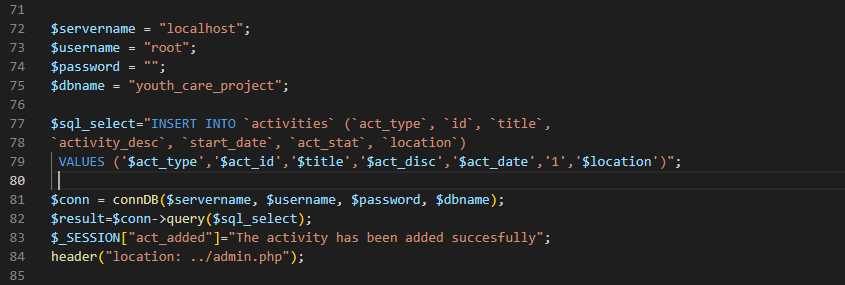 71
72 $servername = "localhost";
73 $username = "root";
74 $password = "";
75 $dbname = "youth_care_project";
76
77 $sql_select="INSERT INTO `activities` (`act_type`, `id`, `title`,
78 `activity_desc`, `start_date`, `act_stat`, `location`)
79 VALUES ('$act_type','$act_id','$title','$act_disc','$act_date','1','$location')";
80
81 $conn = connDB($servername, $username, $password, $dbname);
82 $result=$conn->query($sql_select);
83 $_SESSION["act_added"]="The activity has been added succesfully";
84 header("location: ../admin.php");
85